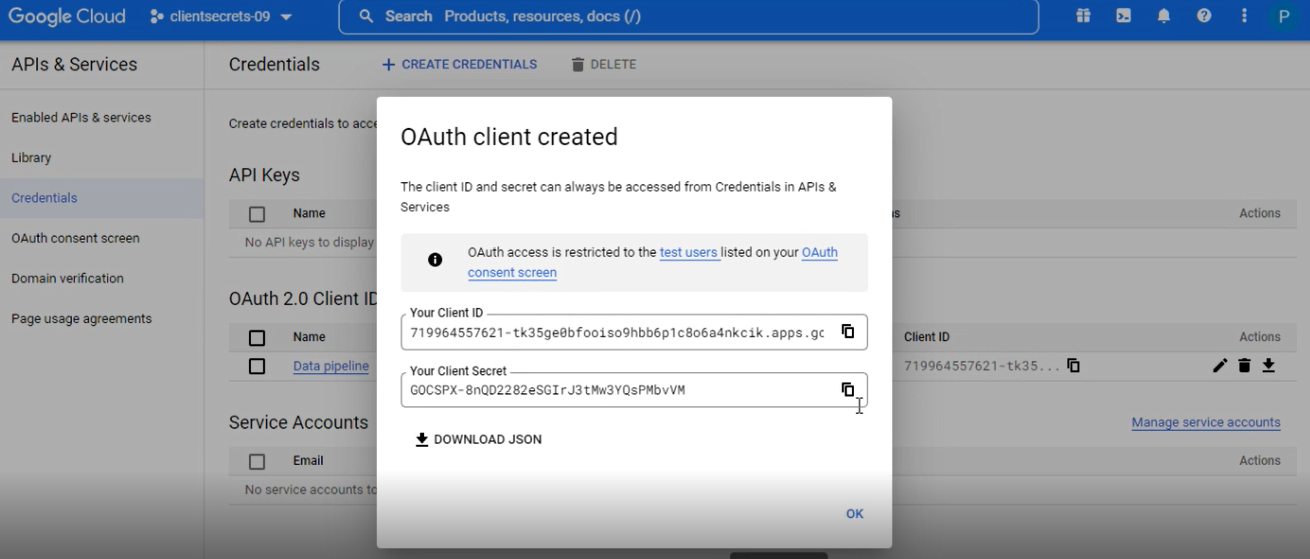 Google Cloud clientsecrets-09 Search Products, resources, docs (/) P
APIs & Services
Credentials
CREATE CREDENTIALS
DELETE
Enabled APIs & services
Library
Credentials
OAuth consent screen
Domain verification
Page usage agreements
Create credentials to acce
API Keys
Name
Actions
No API keys to display
OAuth 2.0 Client ID
Name
Client ID
Actions
Data pipeline
719964557621-tk35...
Service Accounts
Manage service accounts
Email
Actions
No service accounts to
OAuth client created
The client ID and secret can always be accessed from Credentials in APIs &
Services
OAuth access is restricted to the test users listed on your OAuth
consent screen
Your Client ID
719964557621-tk35ge0bfooiso9hbb6p1c8o6a4nkcik.apps.gc
Your Client Secret
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
DOWNLOAD JSON
OK